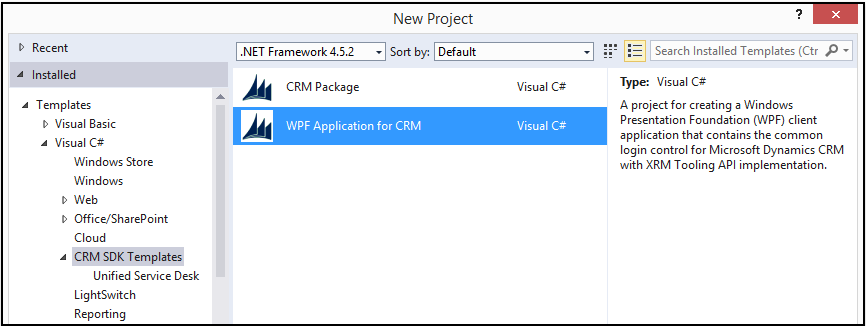 New Project
?
Recent
.NET Framework 4.5.2
Sort by:
Default
Search Installed Templates (Ctr
Installed
Templates
Visual Basic
Visual C#
Windows Store
Windows
Web
Office/SharePoint
Cloud
CRM SDK Templates
Unified Service Desk
LightSwitch
Reporting
CRM Package Visual C#
WPF Application for CRM Visual C#
Type: Visual C#
A project for creating a Windows
Presentation Foundation (WPF) client
application that contains the common
login control for Microsoft Dynamics CRM
with XRM Tooling API implementation.